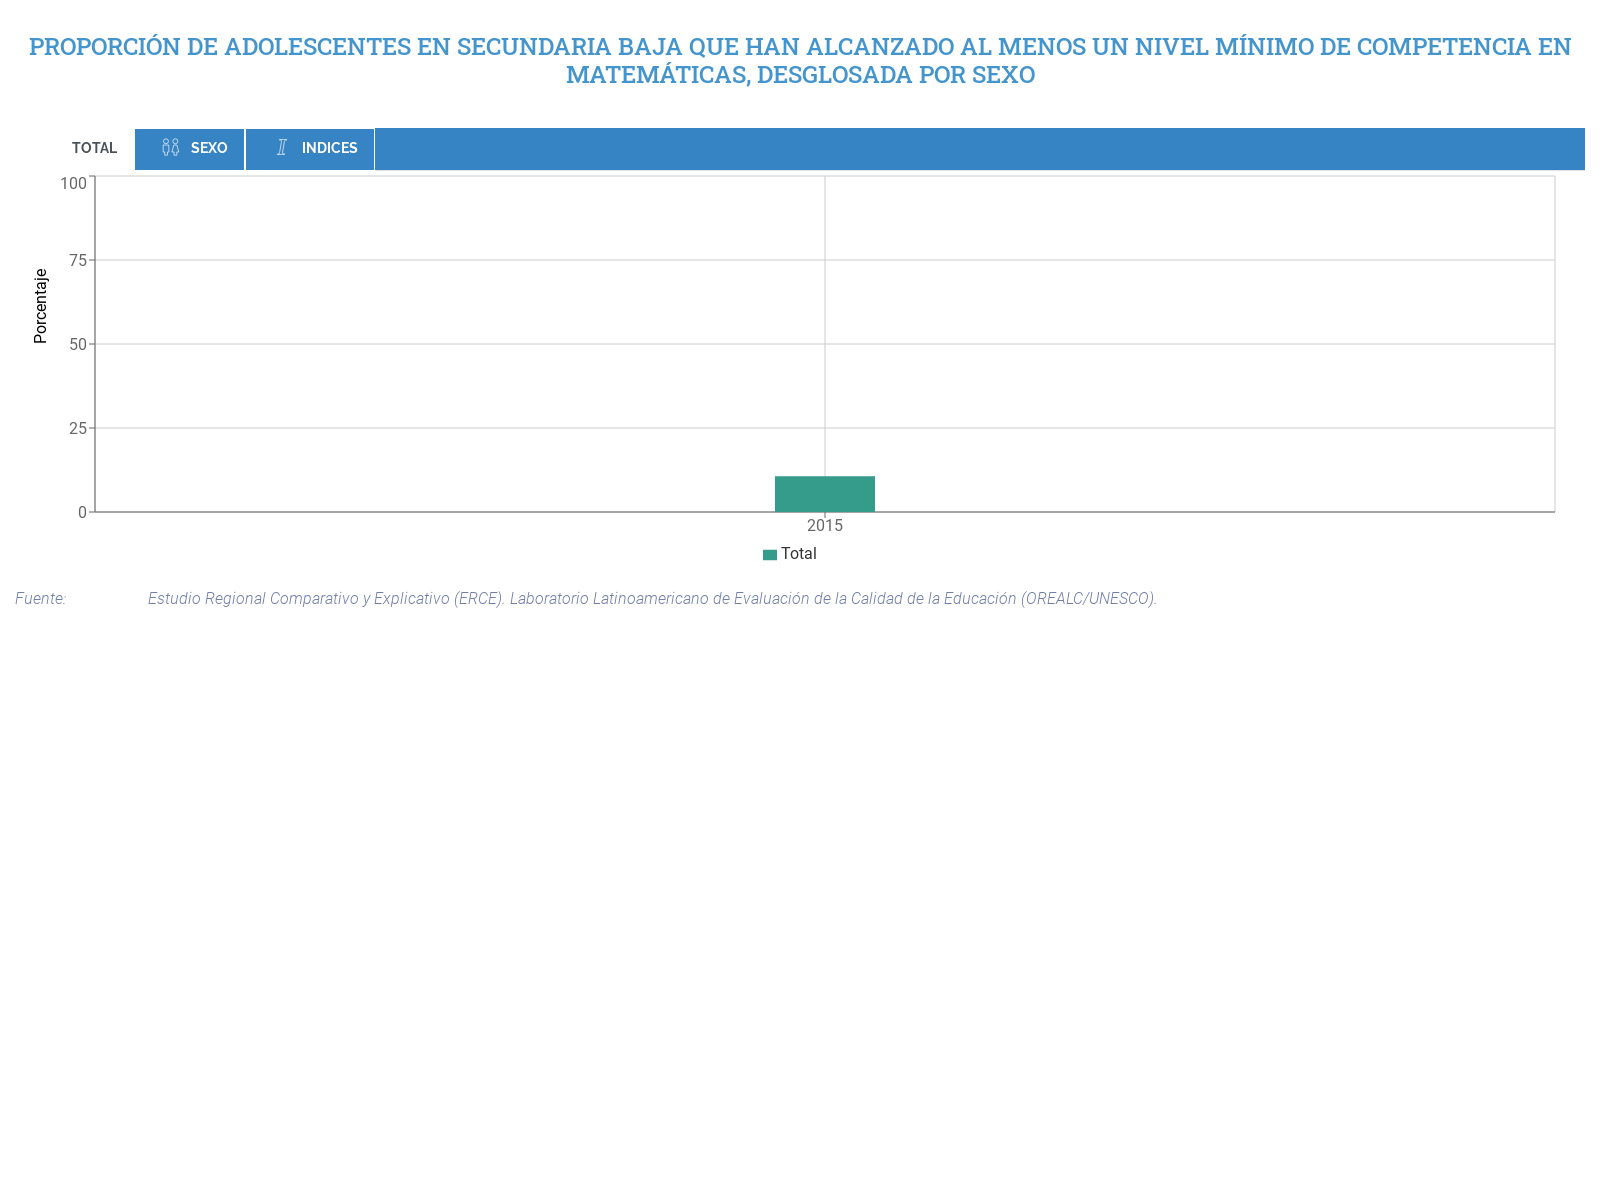 PROPORCIÓN DE ADOLESCENTES EN SECUNDARIA BAJA QUE HAN ALCANZADO AL MENOS UN NIVEL MÍNIMO DE COMPETENCIA EN
MATEMÁTICAS, DESGLOSADA POR SEXO
TOTAL SEXO INDICES
100
75
50
25
0
Porcentaje
2015
Total
Fuente: Estudio Regional Comparativo y Explicativo (ERCE). Laboratorio Latinoamericano de Evaluación de la Calidad de la Educación (OREALC/UNESCO).